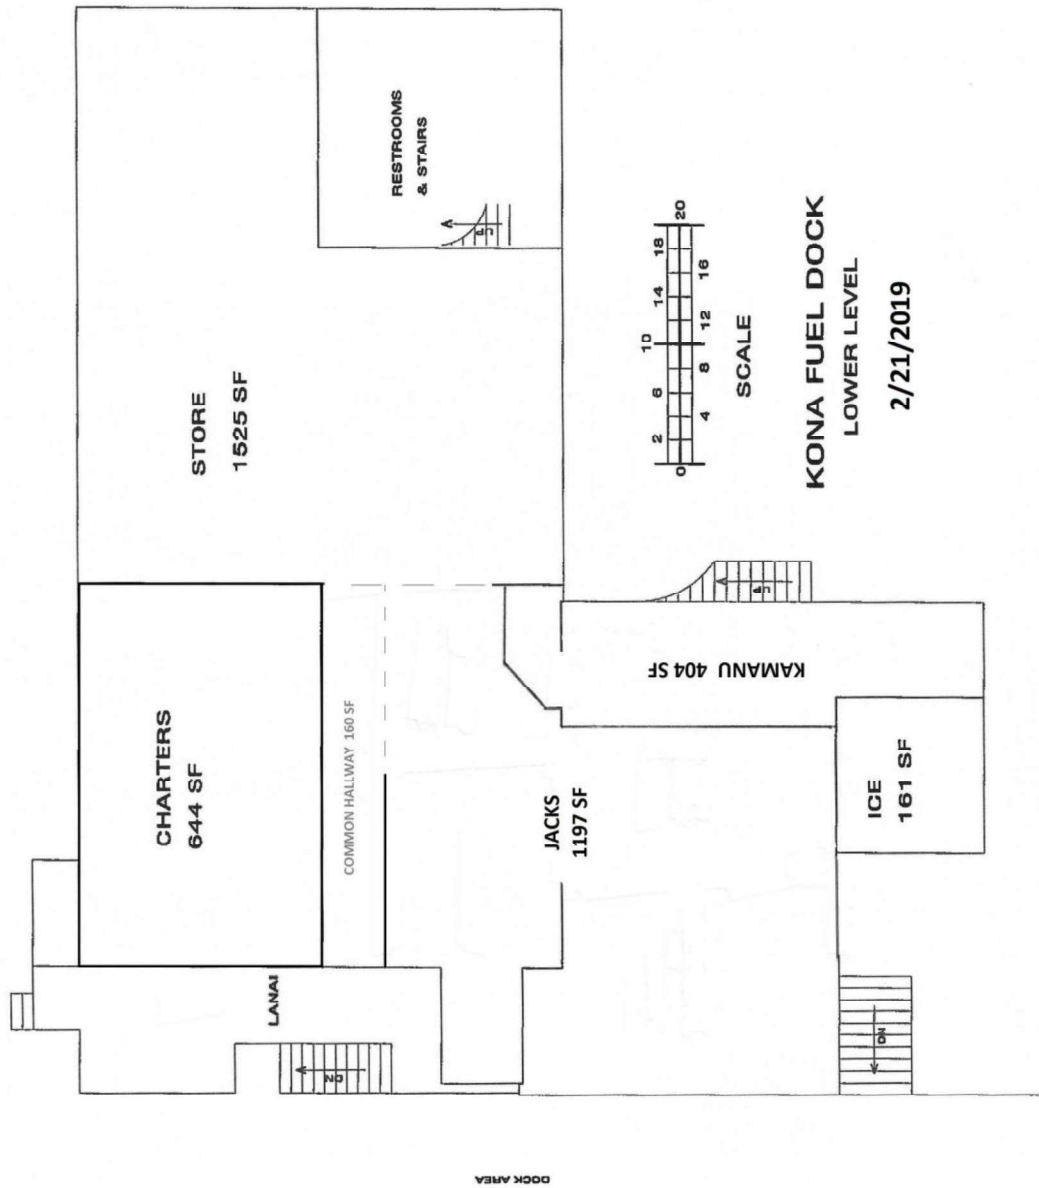 RESTROOMS
& STAIRS
UP
STORE
1525 SF
CHARTERS
644 SF
COMMON HALLWAY 160 SF
LANAI
DN
JACKS
1197 SF
KAMANU 404 SF
UP
ICE
161 SF
DN
DOCK AREA
0 2 4 6 8 10 12 14 16 18 20
SCALE
KONA FUEL DOCK
LOWER LEVEL
2/21/2019